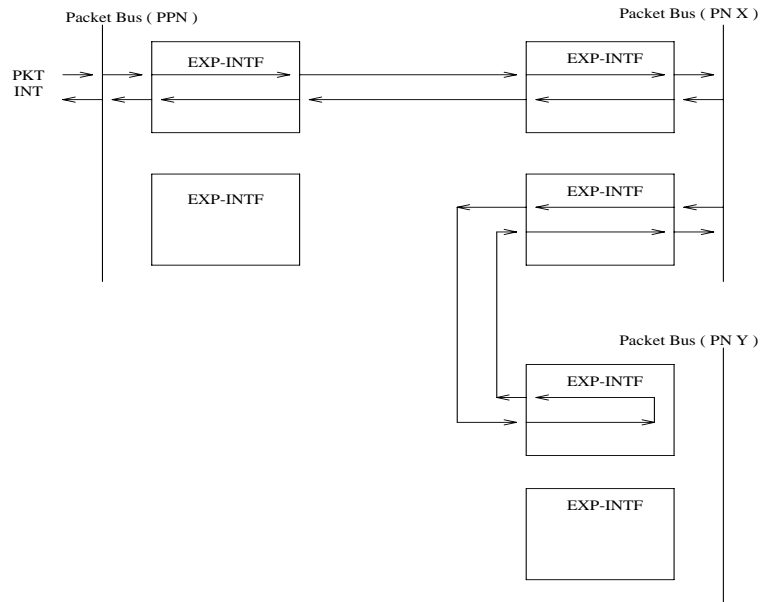 Packet Bus ( PPN )
Packet Bus ( PN X )
EXP-INTF
EXP-INTF
PKT
INT
EXP-INTF
EXP-INTF
Packet Bus ( PN Y )
EXP-INTF
EXP-INTF